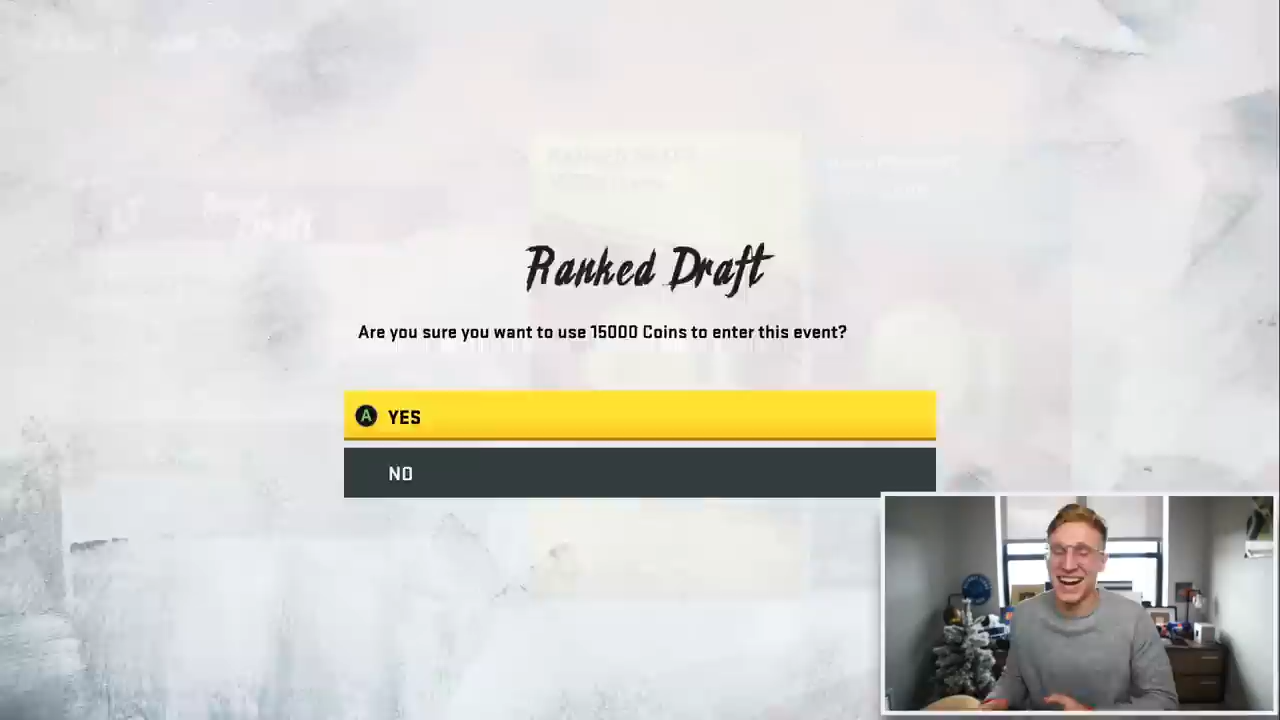 Ranked Draft
Are you sure you want to use 15000 Coins to enter this event?
A YES
NO